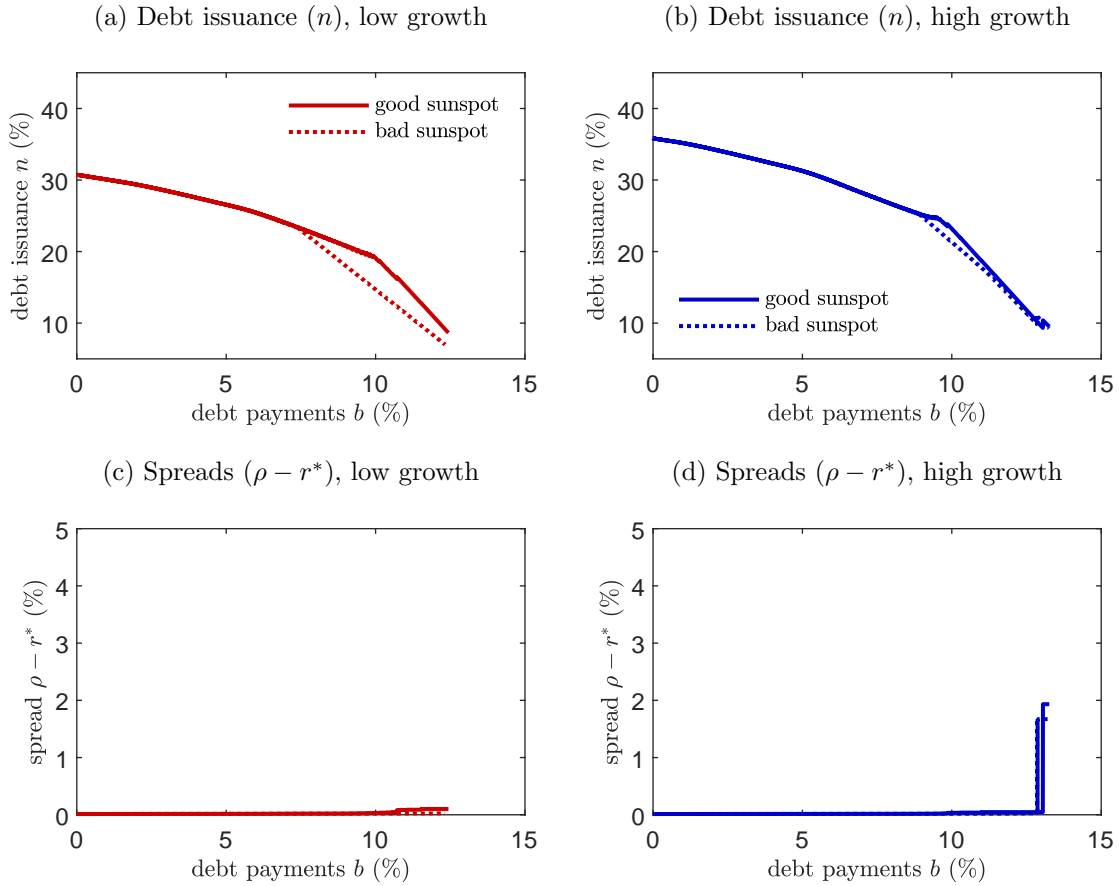 (a) Debt issuance (n), low growth
(b) Debt issuance (n), high growth
debt issuance n (%)
40
30
20
10
good sunspot
bad sunspot
0 5 10 15
debt payments b (%)
debt issuance n (%)
40
30
20
10
good sunspot
bad sunspot
0 5 10 15
debt payments b (%)
(c) Spreads (ρ − r*), low growth
(d) Spreads (ρ − r*), high growth
spread ρ − r* (%)
5
4
3
2
1
0
0 5 10 15
debt payments b (%)
spread ρ − r* (%)
5
4
3
2
1
0
0 5 10 15
debt payments b (%)